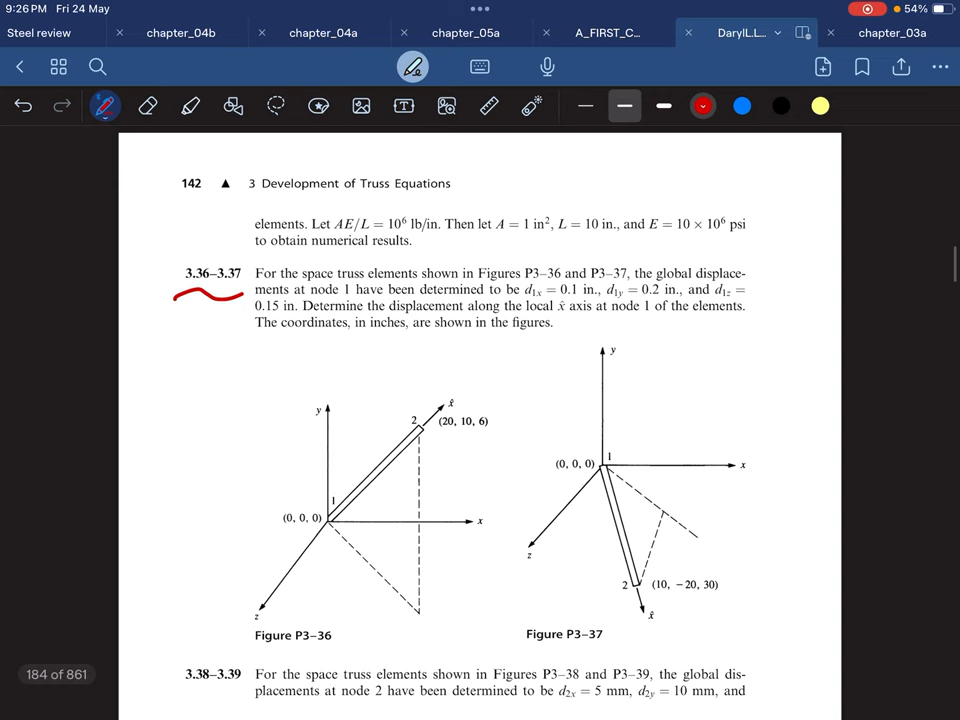 9:26 PM Fri 24 May
54%
Steel review
chapter_04b
chapter_04a
chapter_05a
A_FIRST_C...
DarylL.L...
chapter_03a
142 ▲ 3 Development of Truss Equations
elements. Let AE/L = 10⁶ lb/in. Then let A = 1 in², L = 10 in., and E = 10 × 10⁶ psi
to obtain numerical results.
3.36–3.37 For the space truss elements shown in Figures P3–36 and P3–37, the global displace-
ments at node 1 have been determined to be d₁ₓ = 0.1 in., d₁y = 0.2 in., and d₁z =
0.15 in. Determine the displacement along the local x̂ axis at node 1 of the elements.
The coordinates, in inches, are shown in the figures.
y
x̂
2
(20, 10, 6)
1
(0, 0, 0)
x
z
Figure P3–36
y
(0, 0, 0)
1
x
z
2
(10, −20, 30)
x̂
Figure P3–37
184 of 861
3.38–3.39 For the space truss elements shown in Figures P3–38 and P3–39, the global dis-
placements at node 2 have been determined to be d₂ₓ = 5 mm, d₂y = 10 mm, and